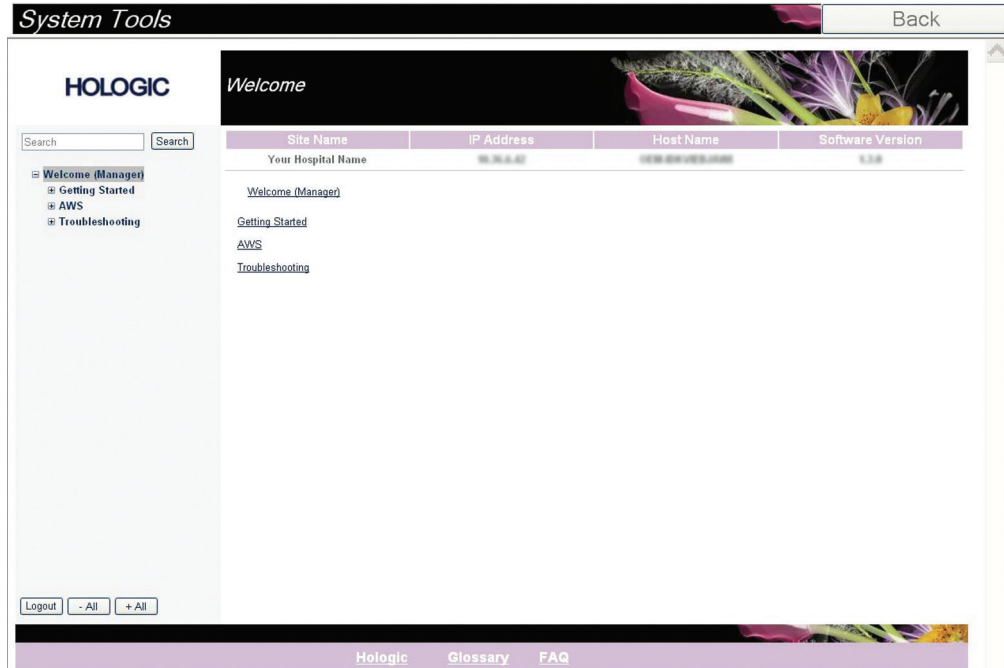 System Tools
Back
HOLOGIC
Welcome
Search
Search
Site Name IP Address Host Name Software Version
Your Hospital Name
Welcome (Manager)
Getting Started
AWS
Troubleshooting
Welcome (Manager)
Getting Started
AWS
Troubleshooting
Logout - All + All
Hologic Glossary FAQ